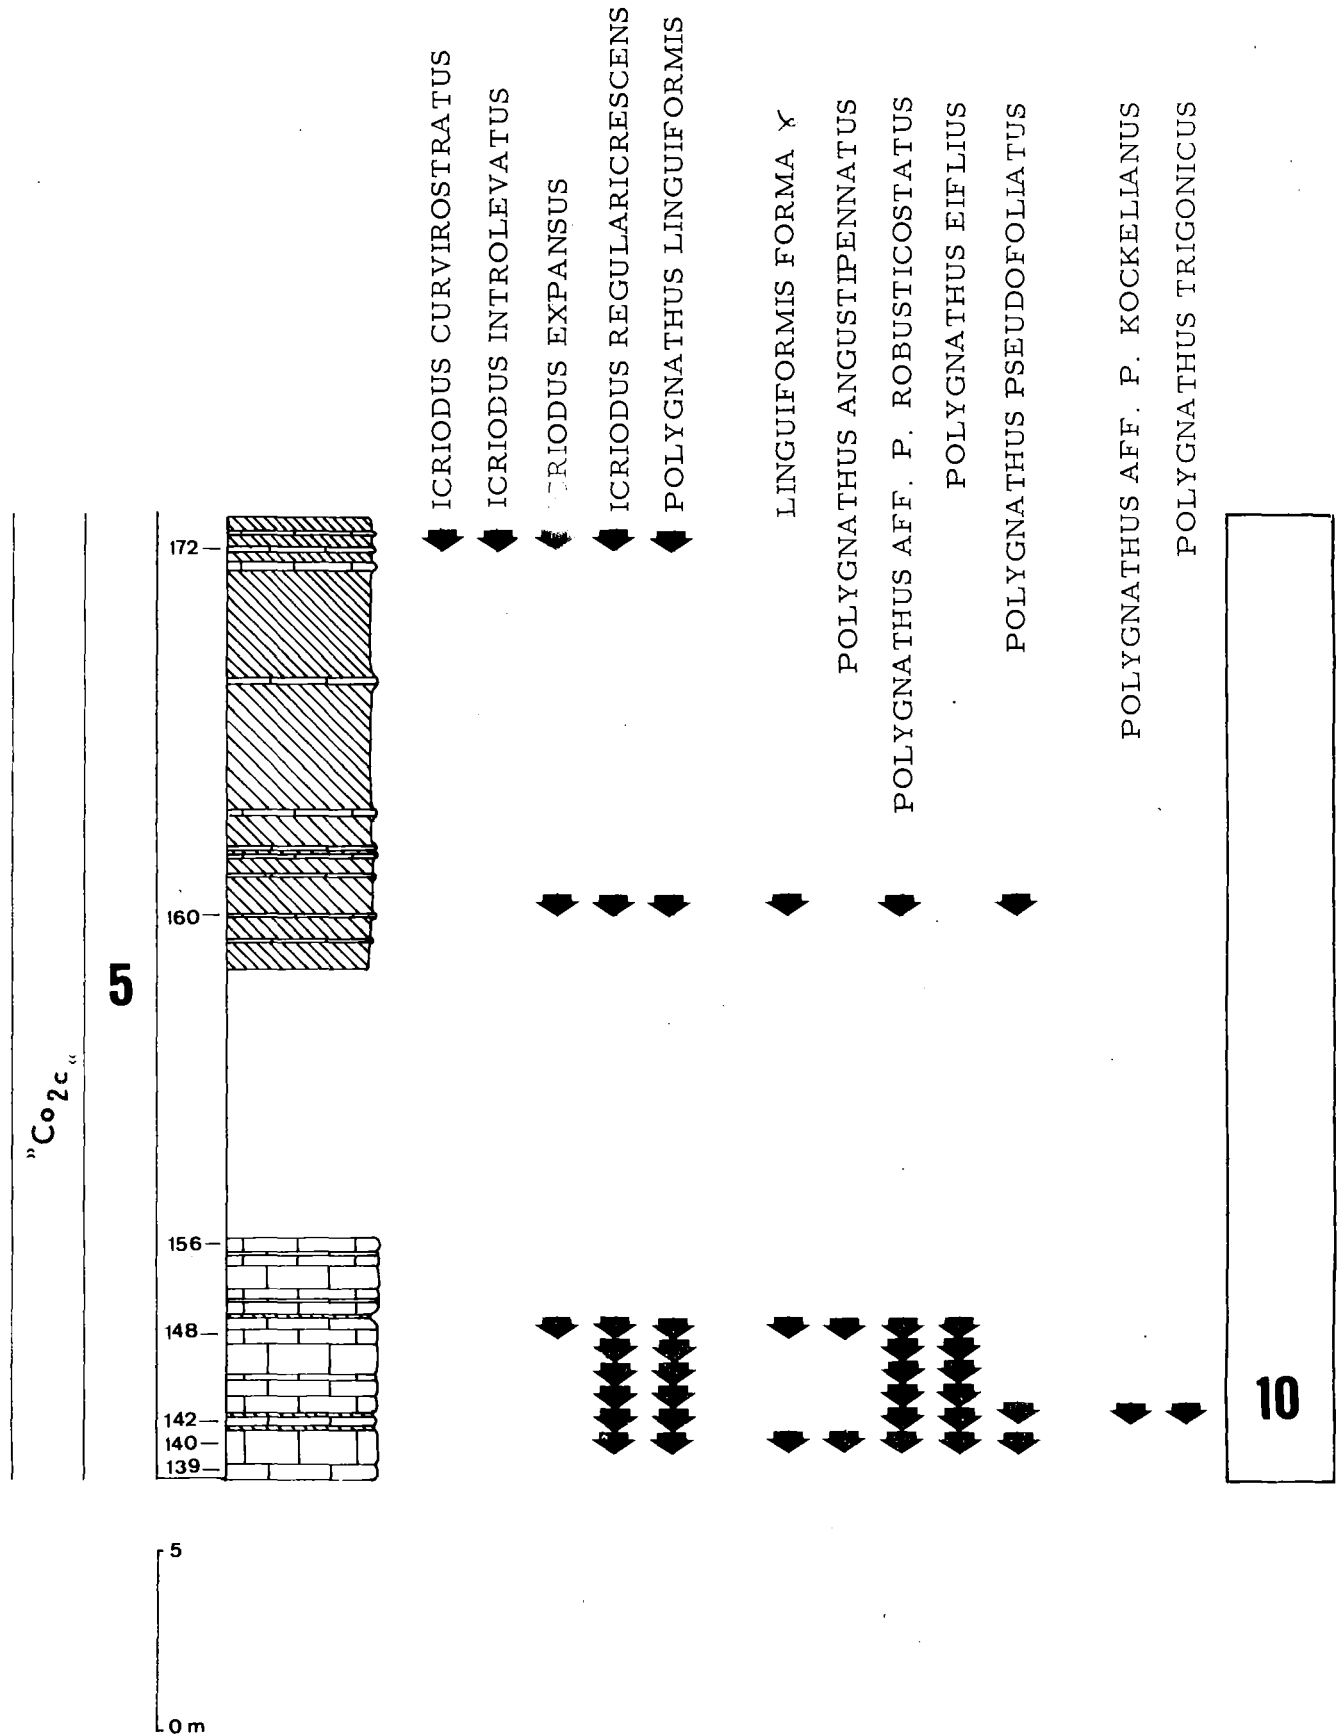 ICRIODUS CURVIROSTRATUS
ICRIODUS INTROLEVATUS
CRIODUS EXPANSUS
ICRIODUS REGULARICRESCENS
POLYGNATHUS LINGUIFORMIS
LINGUIFORMIS FORMA ɣ
POLYGNATHUS ANGUSTIPENNATUS
POLYGNATHUS AFF. P. ROBUSTICOSTATUS
POLYGNATHUS EIFLIUS
POLYGNATHUS PSEUDOFOLIATUS
POLYGNATHUS AFF. P. KOCKELIANUS
POLYGNATHUS TRIGONICUS
"Co2c"
5
172
160
156
148
142
140
139
10
5
0 m